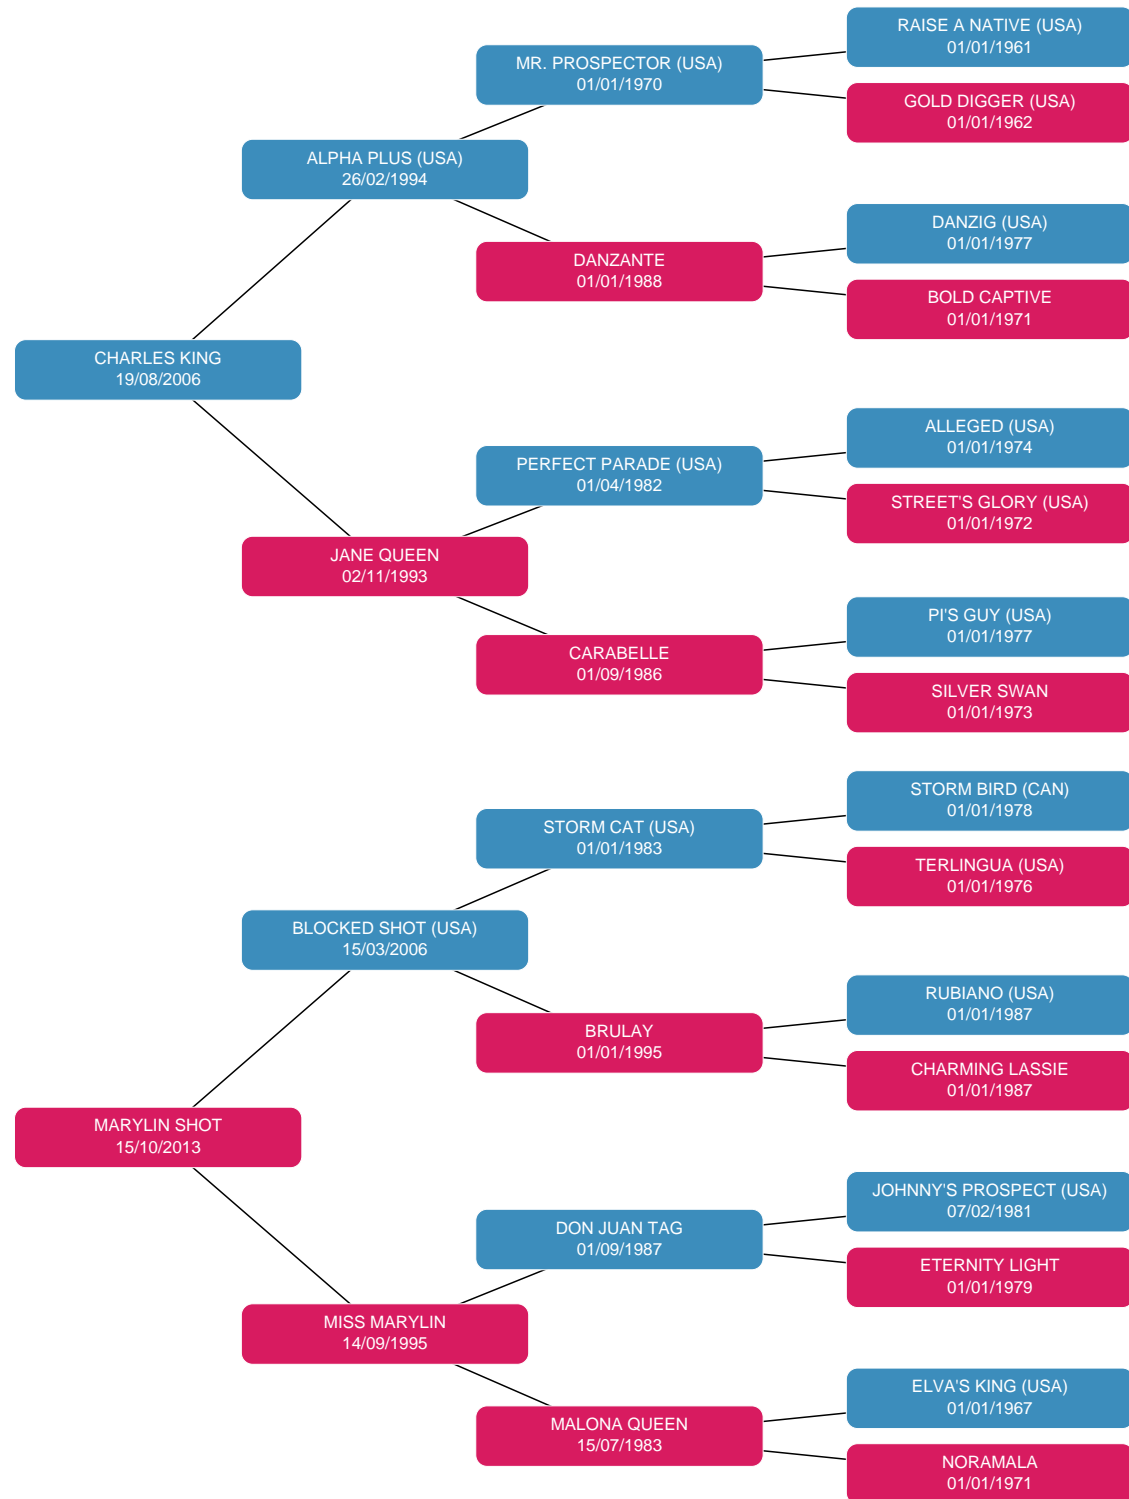 RAISE A NATIVE (USA)
01/01/1961
MR. PROSPECTOR (USA)
01/01/1970
GOLD DIGGER (USA)
01/01/1962
ALPHA PLUS (USA)
26/02/1994
DANZIG (USA)
01/01/1977
DANZANTE
01/01/1988
BOLD CAPTIVE
01/01/1971
CHARLES KING
19/08/2006
ALLEGED (USA)
01/01/1974
PERFECT PARADE (USA)
01/04/1982
STREET'S GLORY (USA)
01/01/1972
JANE QUEEN
02/11/1993
PI'S GUY (USA)
01/01/1977
CARABELLE
01/09/1986
SILVER SWAN
01/01/1973
STORM BIRD (CAN)
01/01/1978
STORM CAT (USA)
01/01/1983
TERLINGUA (USA)
01/01/1976
BLOCKED SHOT (USA)
15/03/2006
RUBIANO (USA)
01/01/1987
BRULAY
01/01/1995
CHARMING LASSIE
01/01/1987
MARYLIN SHOT
15/10/2013
JOHNNY'S PROSPECT (USA)
07/02/1981
DON JUAN TAG
01/09/1987
ETERNITY LIGHT
01/01/1979
MISS MARYLIN
14/09/1995
ELVA'S KING (USA)
01/01/1967
MALONA QUEEN
15/07/1983
NORAMALA
01/01/1971